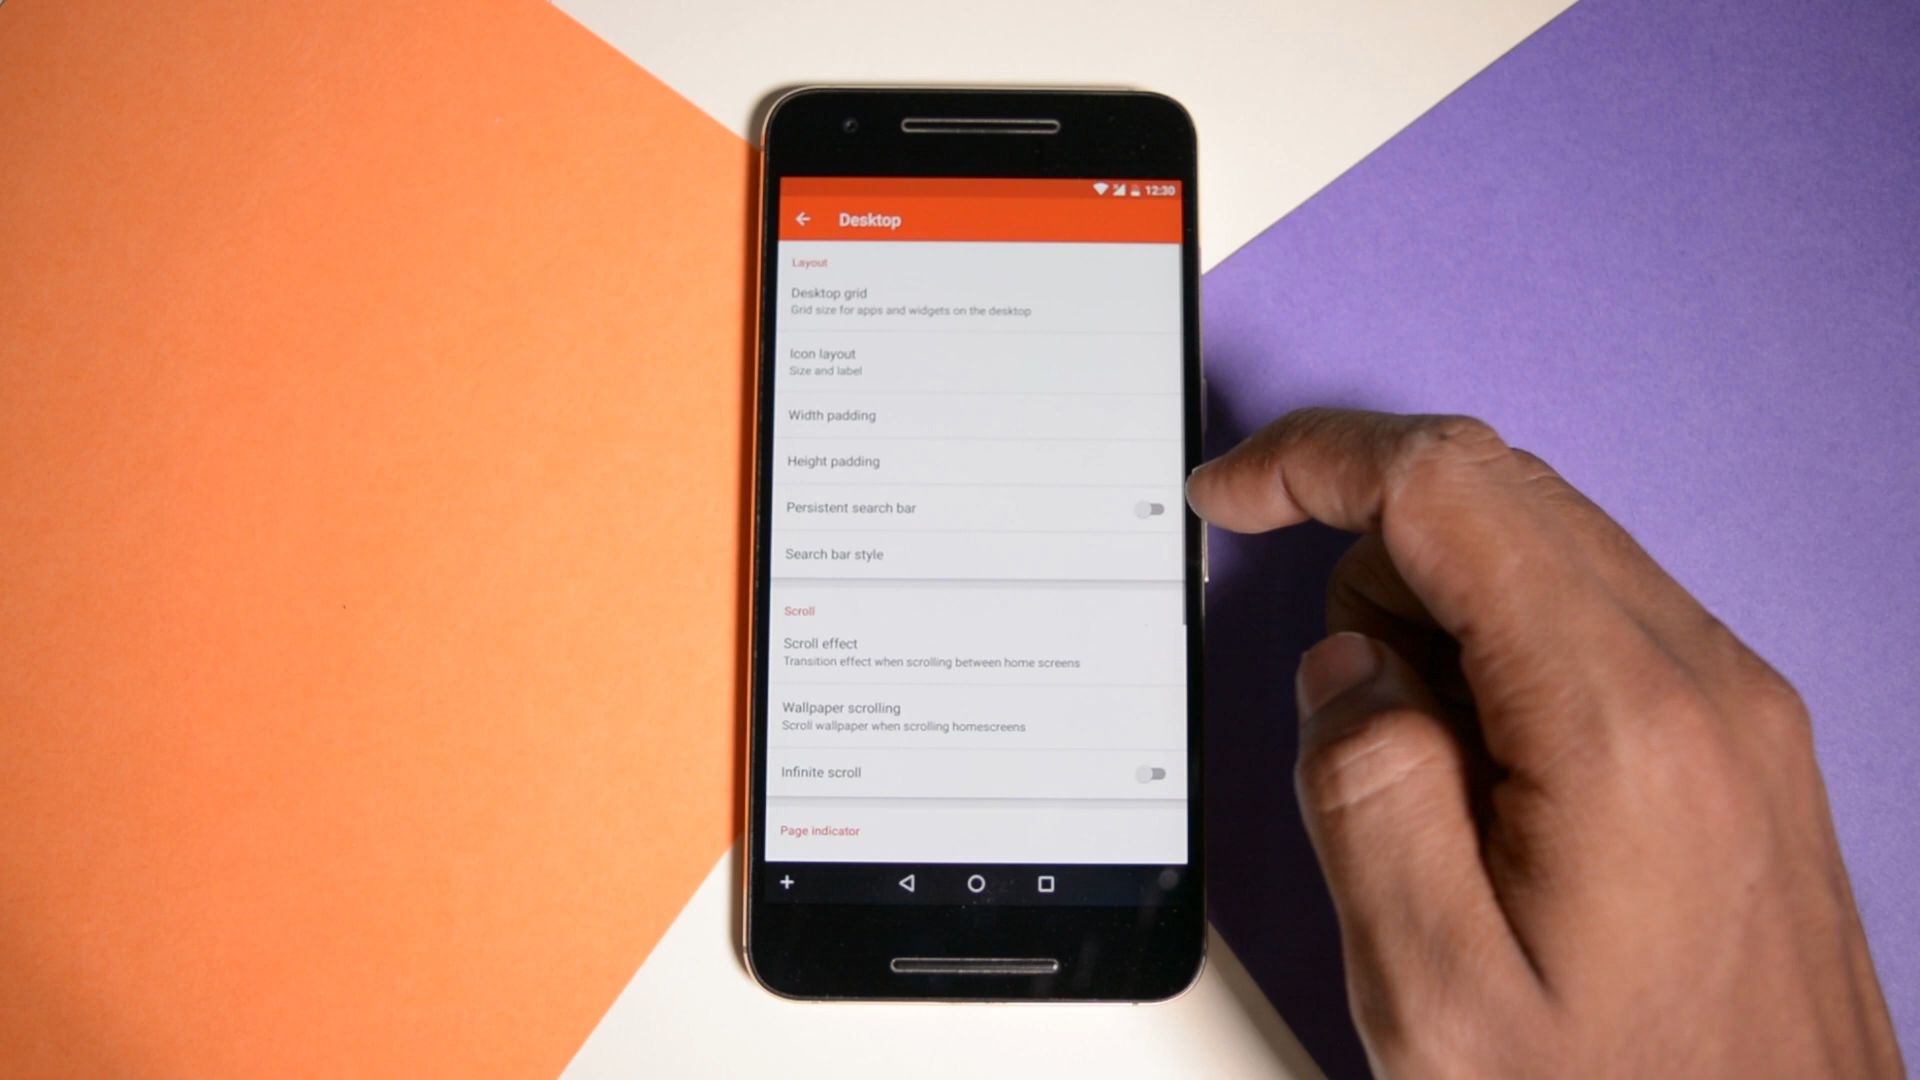 12:30
Desktop
Layout
Desktop grid
Grid size for apps and widgets on the desktop
Icon layout
Size and label
Width padding
Height padding
Persistent search bar
Search bar style
Scroll
Scroll effect
Transition effect when scrolling between home screens
Wallpaper scrolling
Scroll wallpaper when scrolling homescreens
Infinite scroll
Page indicator